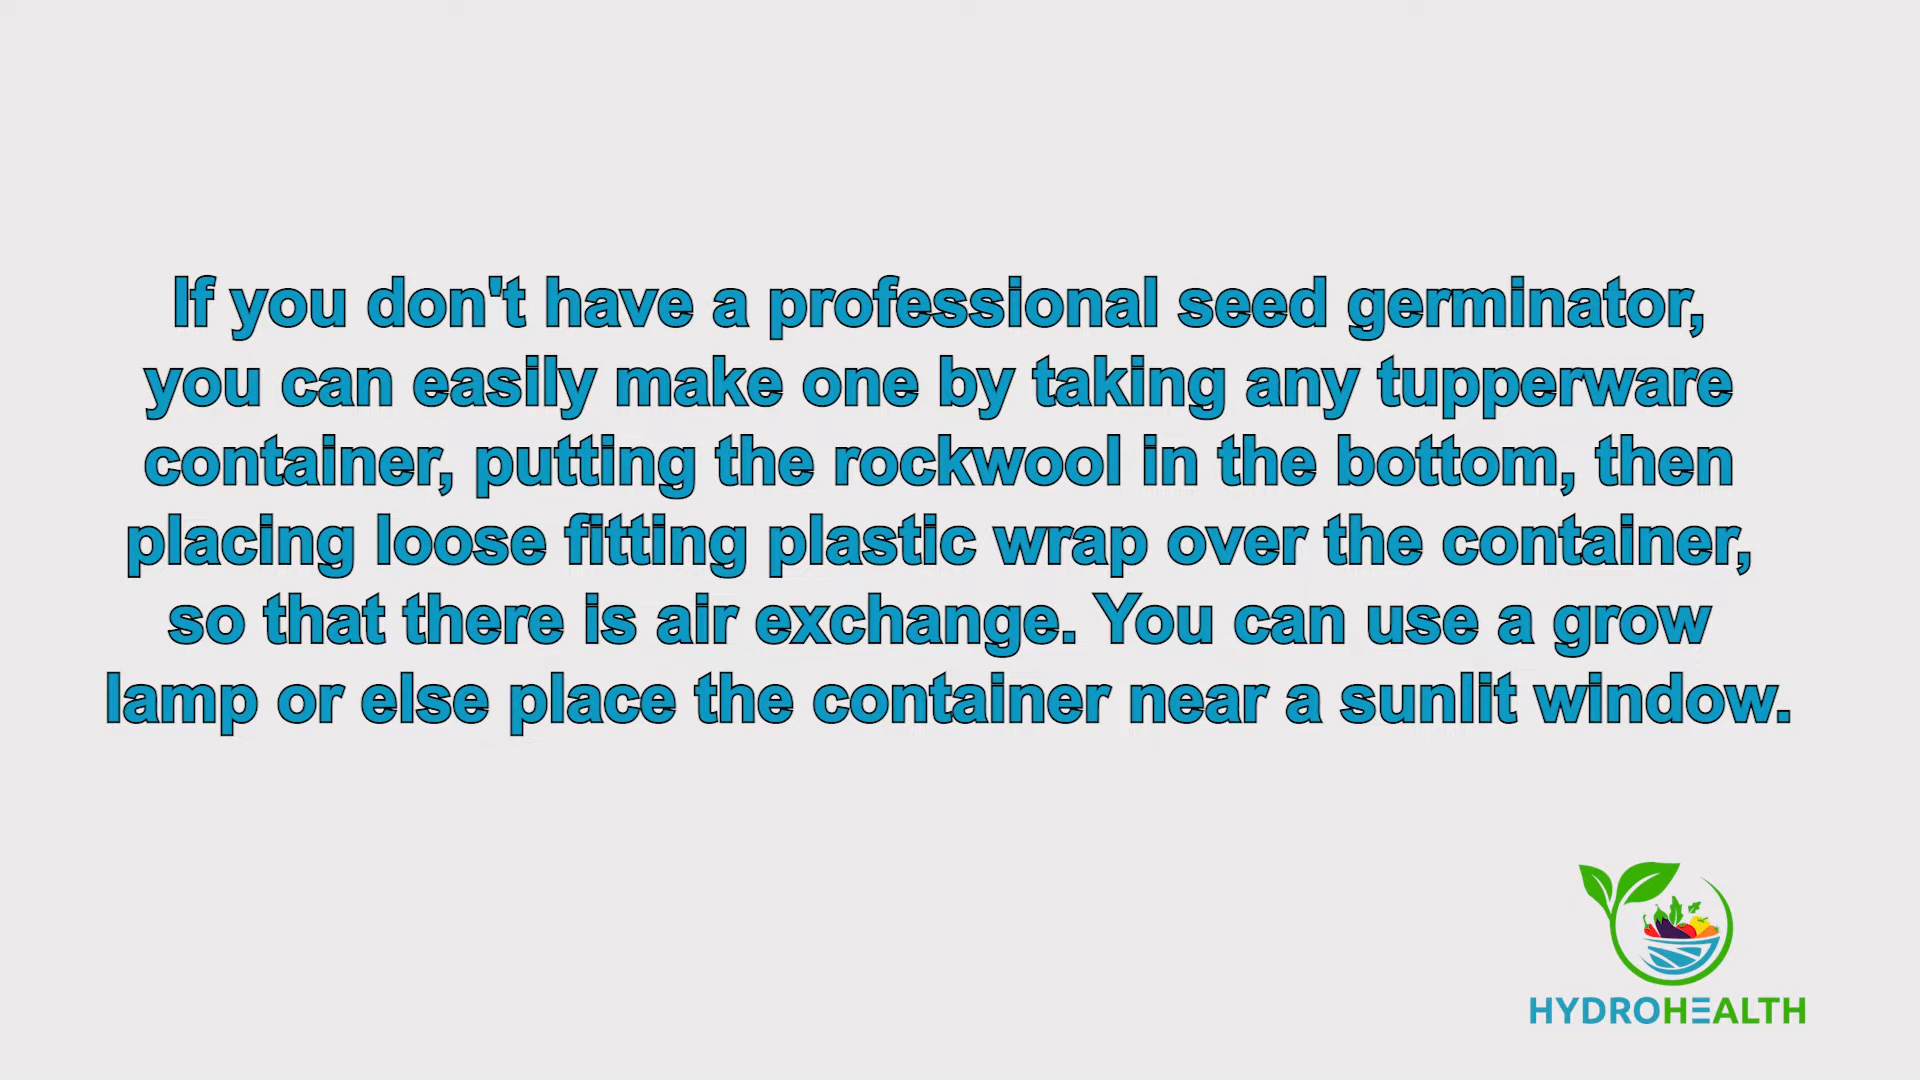 If you don't have a professional seed germinator,
you can easily make one by taking any tupperware
container, putting the rockwool in the bottom, then
placing loose fitting plastic wrap over the container,
so that there is air exchange. You can use a grow
lamp or else place the container near a sunlit window.
HYDROHEALTH